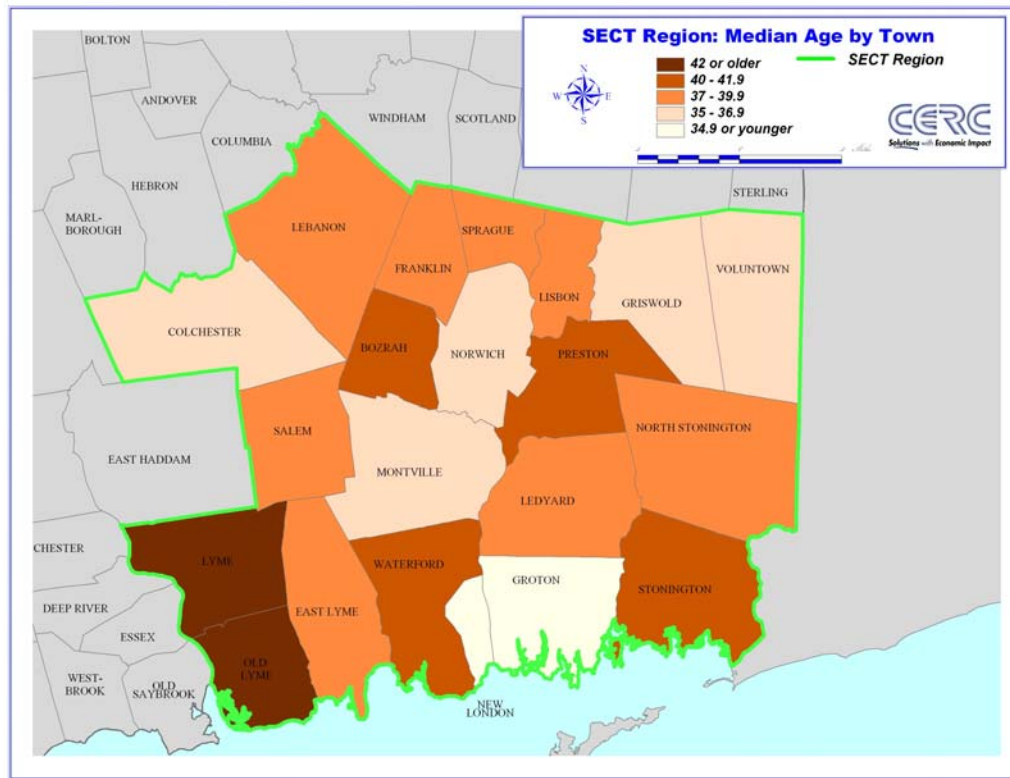 SECT Region: Median Age by Town
42 or older
SECT Region
40 - 41.9
37 - 39.9
35 - 36.9
34.9 or younger
N
W E
S
CERC
Solutions with Economic Impact
BOLTON
ANDOVER
COLUMBIA
WINDHAM
SCOTLAND
HEBRON
STERLING
MARL-
BOROUGH
LEBANON
SPRAGUE
FRANKLIN
VOLUNTOWN
LISBON
GRISWOLD
COLCHESTER
BOZRAH
NORWICH
PRESTON
SALEM
NORTH STONINGTON
EAST HADDAM
MONTVILLE
LEDYARD
CHESTER
LYME
WATERFORD
GROTON
STONINGTON
DEEP RIVER
EAST LYME
ESSEX
OLD
LYME
WEST-
BROOK
OLD
SAYBROOK
NEW
LONDON